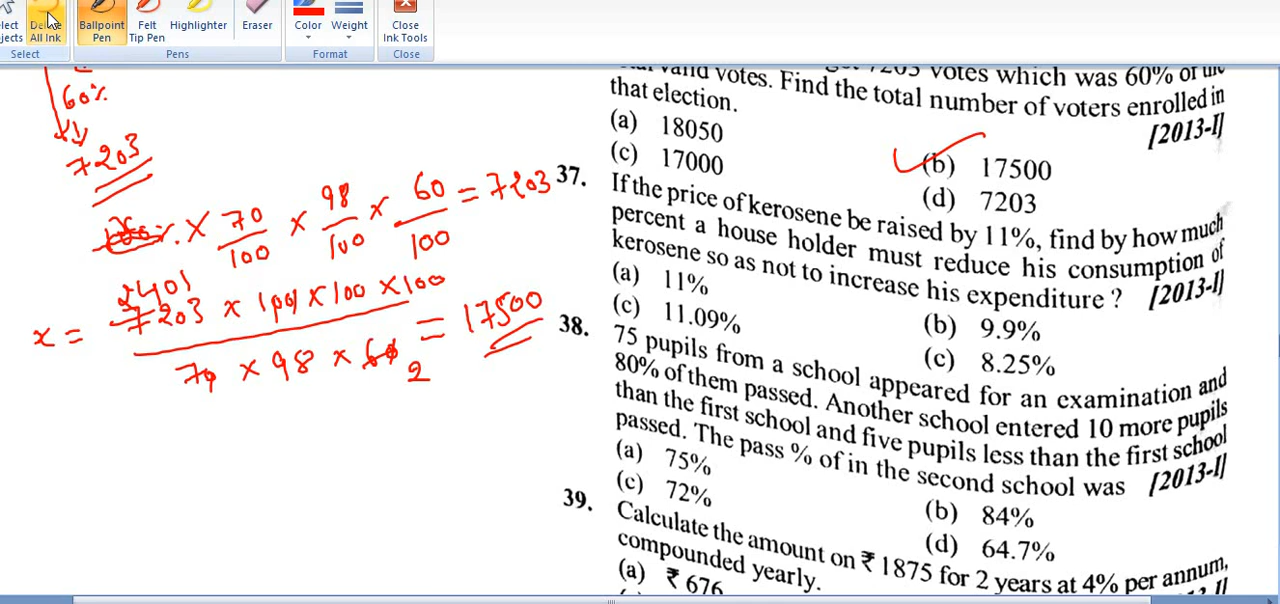 Delete All Ink
Ballpoint Pen
Felt Tip Pen
Highlighter
Eraser
Color
Weight
Close Ink Tools
Select
Pens
Format
Close
60%
7203
× 70/100 × 98/100 × 60/100 = 7203
2401
x = 7203 × 100 × 100 × 100 / 70 × 98 × 60 = 17500
2
votes which was 60% of the
valid votes. Find the total number of voters enrolled in
that election.
[2013-I]
(a) 18050
(b) 17500
(c) 17000
(d) 7203
37. If the price of kerosene be raised by 11%, find by how much
percent a house holder must reduce his consumption of
kerosene so as not to increase his expenditure ? [2013-I]
(a) 11%
(b) 9.9%
(c) 11.09%
(c) 8.25%
38. 75 pupils from a school appeared for an examination and
80% of them passed. Another school entered 10 more pupils
than the first school and five pupils less than the first school
passed. The pass % of in the second school was [2013-I]
(a) 75%
(b) 84%
(c) 72%
(d) 64.7%
39. Calculate the amount on ₹ 1875 for 2 years at 4% per annum,
compounded yearly.
(a) ₹ 676